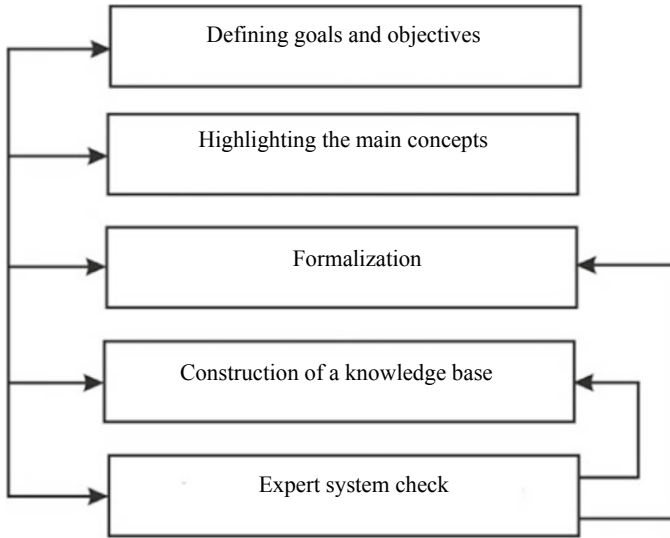 Defining goals and objectives
Highlighting the main concepts
Formalization
Construction of a knowledge base
Expert system check